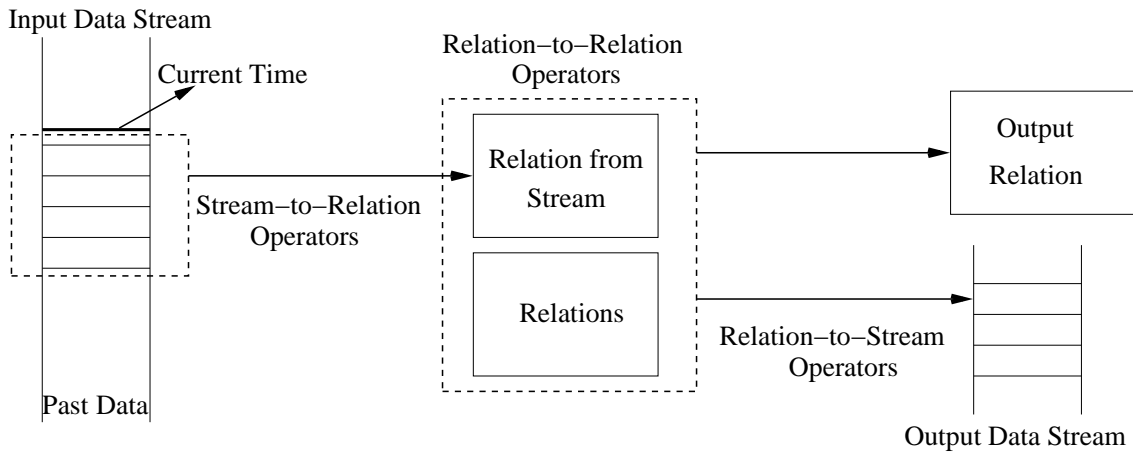 Input Data Stream
Current Time
Past Data
Stream−to−Relation
Operators
Relation−to−Relation
Operators
Relation from
Stream
Relations
Output
Relation
Relation−to−Stream
Operators
Output Data Stream